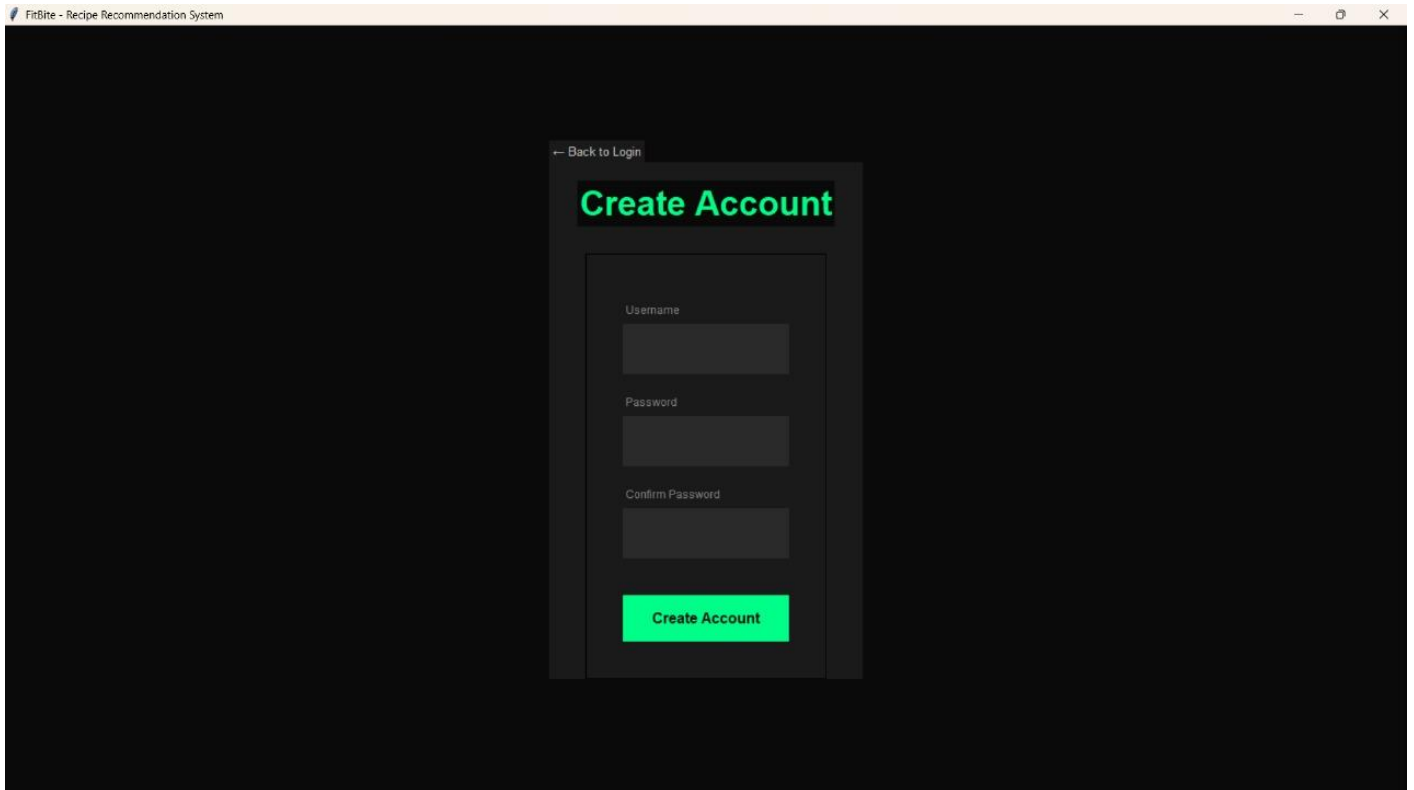 FitBite - Recipe Recommendation System
← Back to Login
Create Account
Username
Password
Confirm Password
Create Account